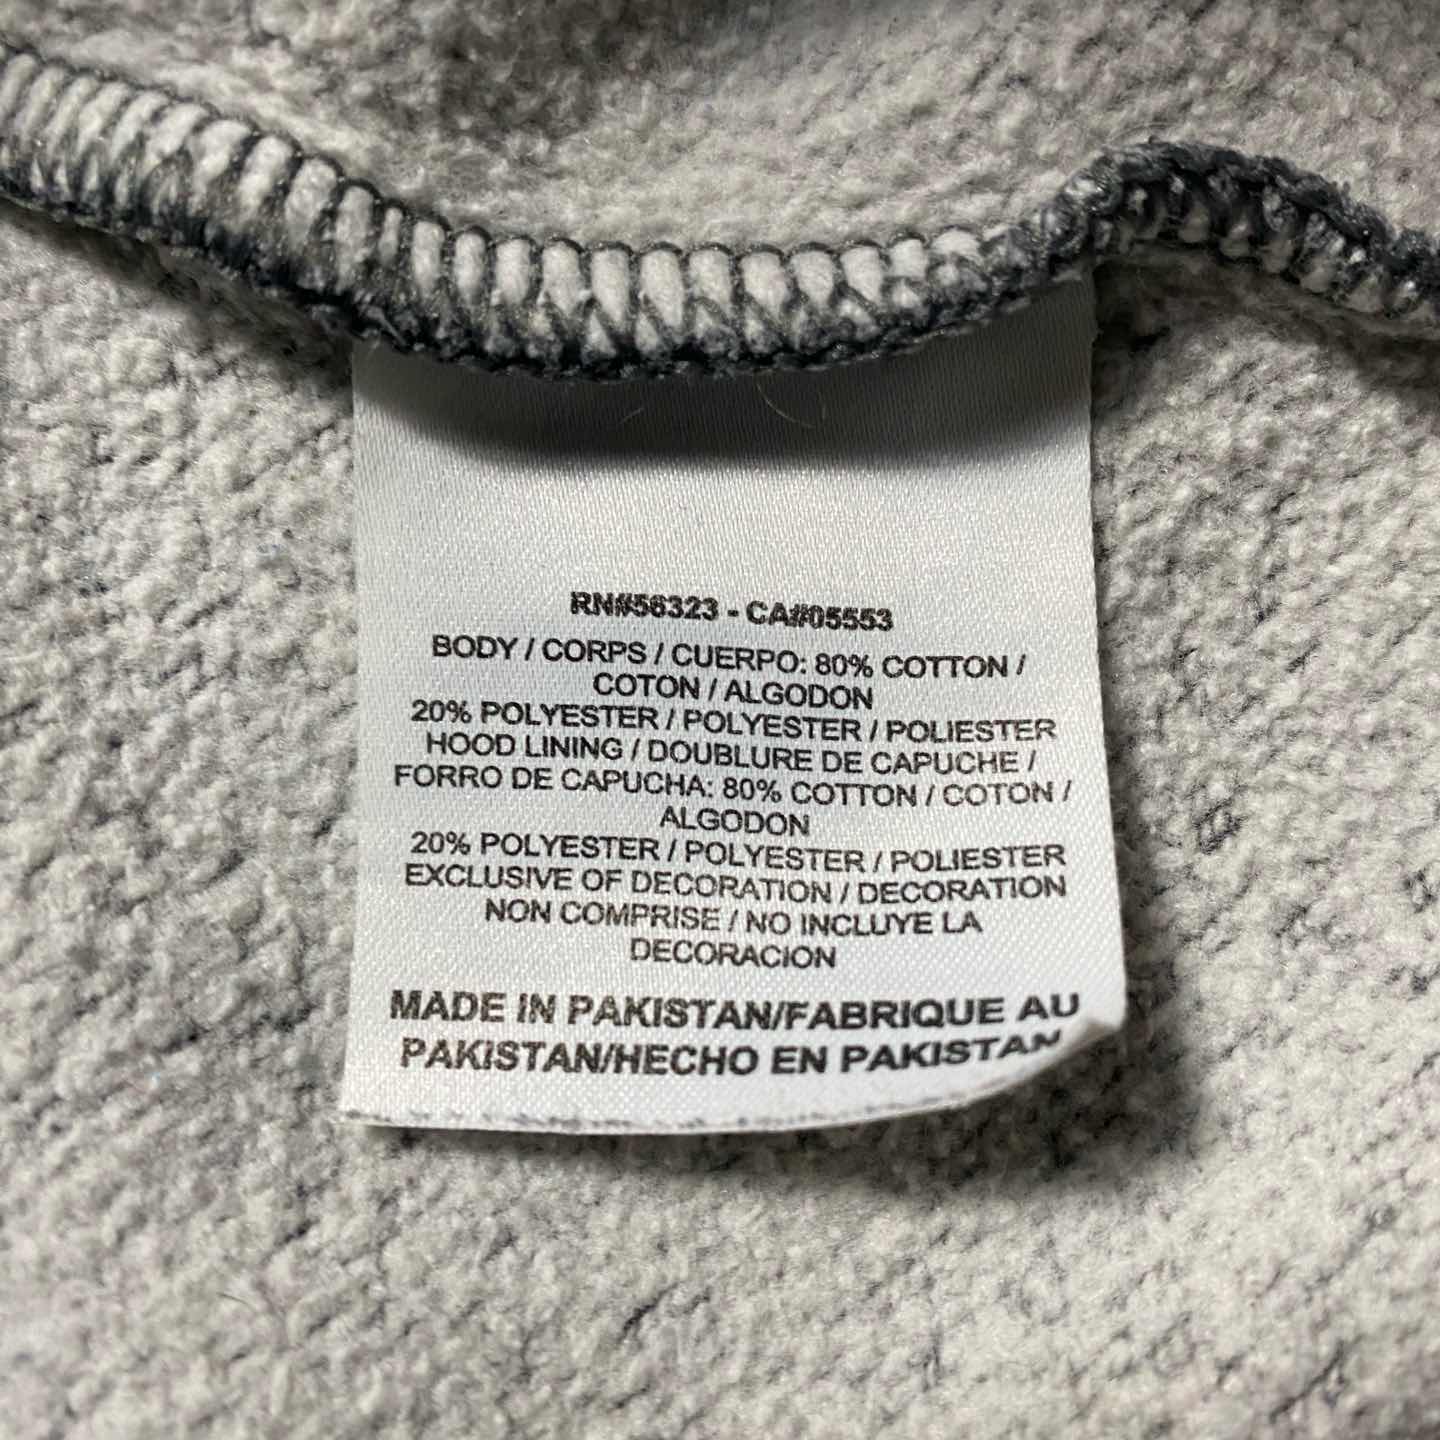 RN#56323 - CA#05553
BODY / CORPS / CUERPO: 80% COTTON /
COTON / ALGODON
20% POLYESTER / POLYESTER / POLIESTER
HOOD LINING / DOUBLURE DE CAPUCHE /
FORRO DE CAPUCHA: 80% COTTON / COTON /
ALGODON
20% POLYESTER / POLYESTER / POLIESTER
EXCLUSIVE OF DECORATION / DECORATION
NON COMPRISE / NO INCLUYE LA
DECORACION
MADE IN PAKISTAN/FABRIQUE AU
PAKISTAN/HECHO EN PAKISTAN